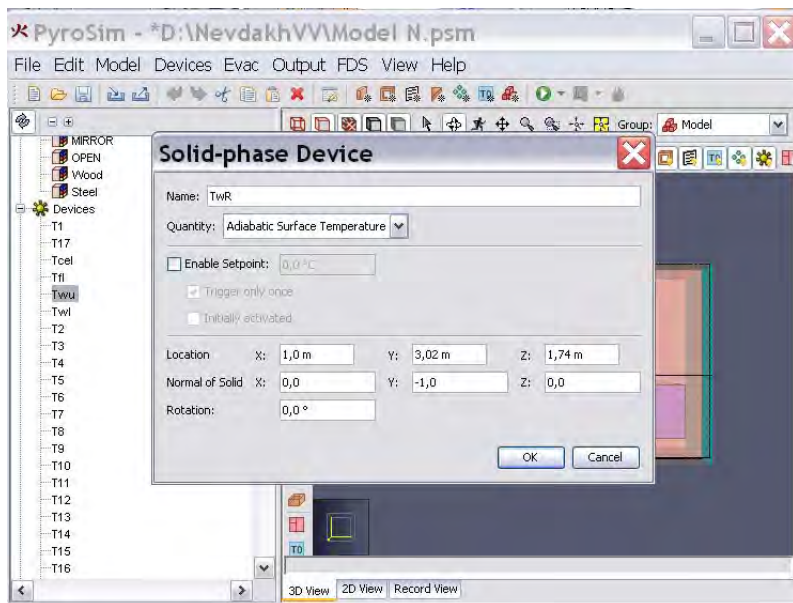 PyroSim - *D:\NevdakhVV\Model N.psm
File Edit Model Devices Evac Output FDS View Help
Group: Model
MIRROR
OPEN
Wood
Steel
Devices
T1
T17
Tcel
Tfl
Twu
Twl
T2
T3
T4
T5
T6
T7
T8
T9
T10
T11
T12
T13
T14
T15
T16
Solid-phase Device
Name: TwR
Quantity: Adiabatic Surface Temperature
Enable Setpoint: 0,0 °C
Trigger only once
Initially activated
Location X: 1,0 m Y: 3,02 m Z: 1,74 m
Normal of Solid X: 0,0 Y: -1,0 Z: 0,0
Rotation: 0,0 °
OK Cancel
3D View 2D View Record View